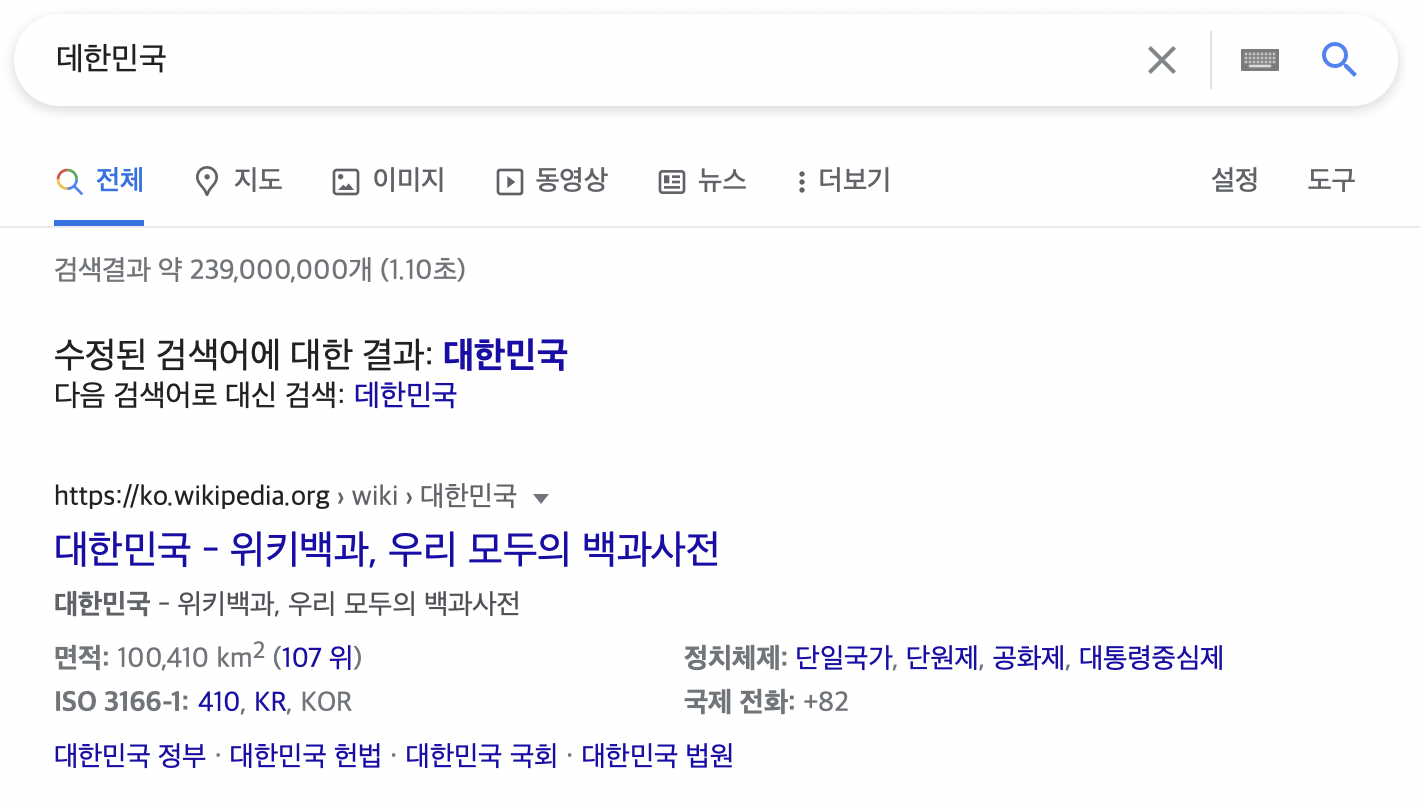 데한민국
전체 지도 이미지 동영상 뉴스 더보기 설정 도구
검색결과 약 239,000,000개 (1.10초)
수정된 검색어에 대한 결과: 대한민국
다음 검색어로 대신 검색: 데한민국
https://ko.wikipedia.org › wiki › 대한민국
대한민국 - 위키백과, 우리 모두의 백과사전
대한민국 - 위키백과, 우리 모두의 백과사전
면적: 100,410 km² (107 위) 정치체제: 단일국가, 단원제, 공화제, 대통령중심제
ISO 3166-1: 410, KR, KOR 국제 전화: +82
대한민국 정부 · 대한민국 헌법 · 대한민국 국회 · 대한민국 법원